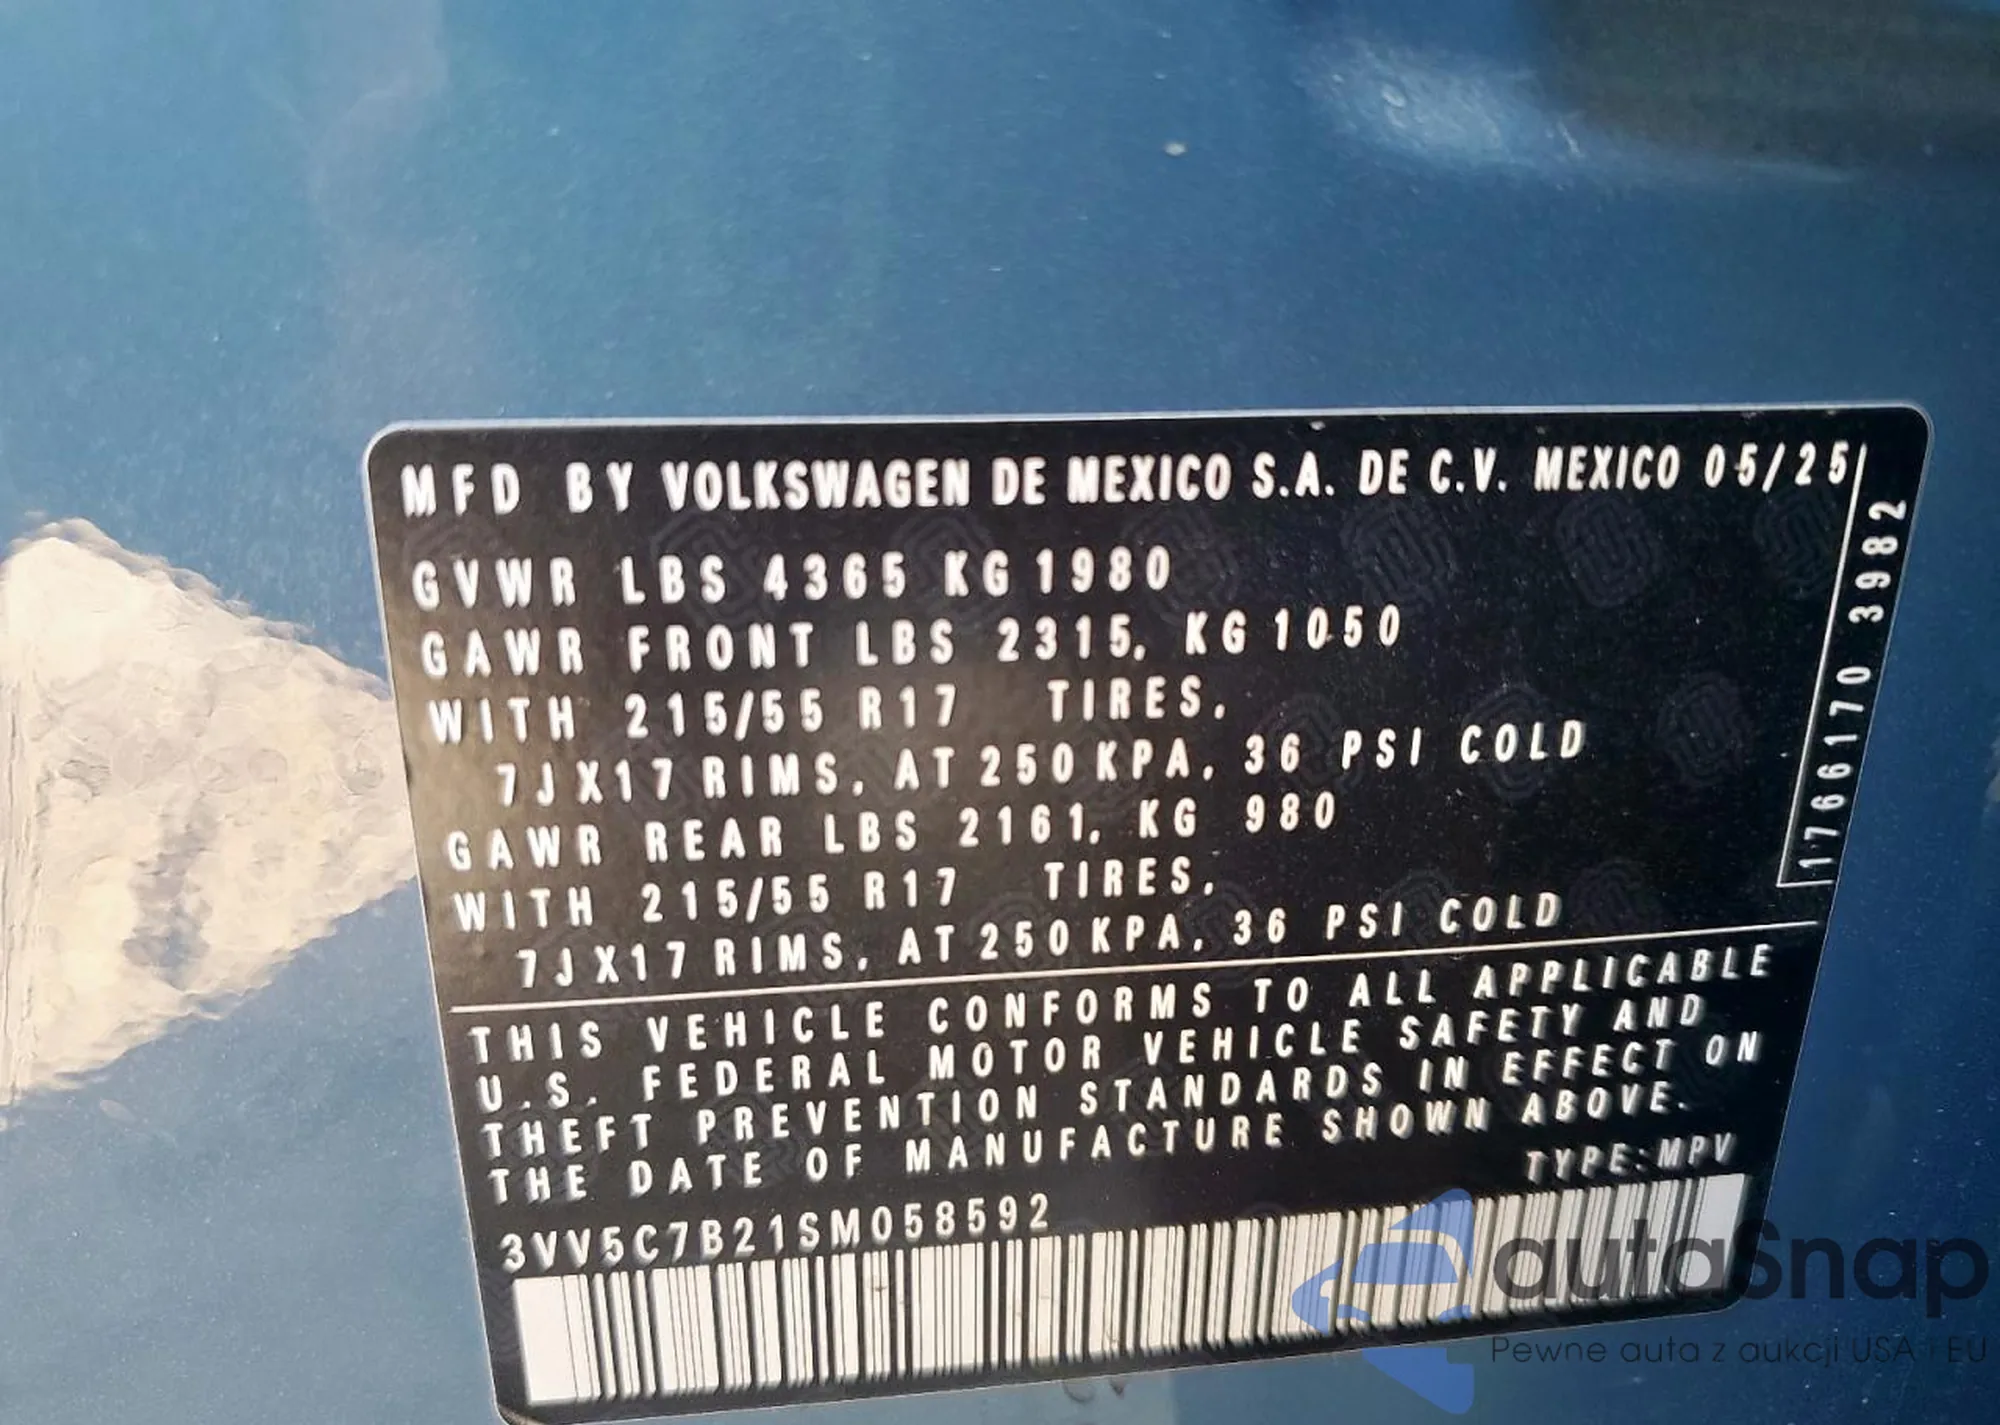 MFD BY VOLKSWAGEN DE MEXICO S.A. DE C.V. MEXICO 05/25
GVWR LBS 4365 KG 1980
GAWR FRONT LBS 2315, KG 1050
WITH 215/55 R17 TIRES,
7JX17 RIMS, AT 250 KPA, 36 PSI COLD
GAWR REAR LBS 2161, KG 980
WITH 215/55 R17 TIRES,
7JX17 RIMS, AT 250 KPA, 36 PSI COLD
1766170 3982
THIS VEHICLE CONFORMS TO ALL APPLICABLE
U.S. FEDERAL MOTOR VEHICLE SAFETY AND
THEFT PREVENTION STANDARDS IN EFFECT ON
THE DATE OF MANUFACTURE SHOWN ABOVE.
TYPE:MPV
3VV5C7B21SM058592
autaSnap
Pewne auta z aukcji USA i EU